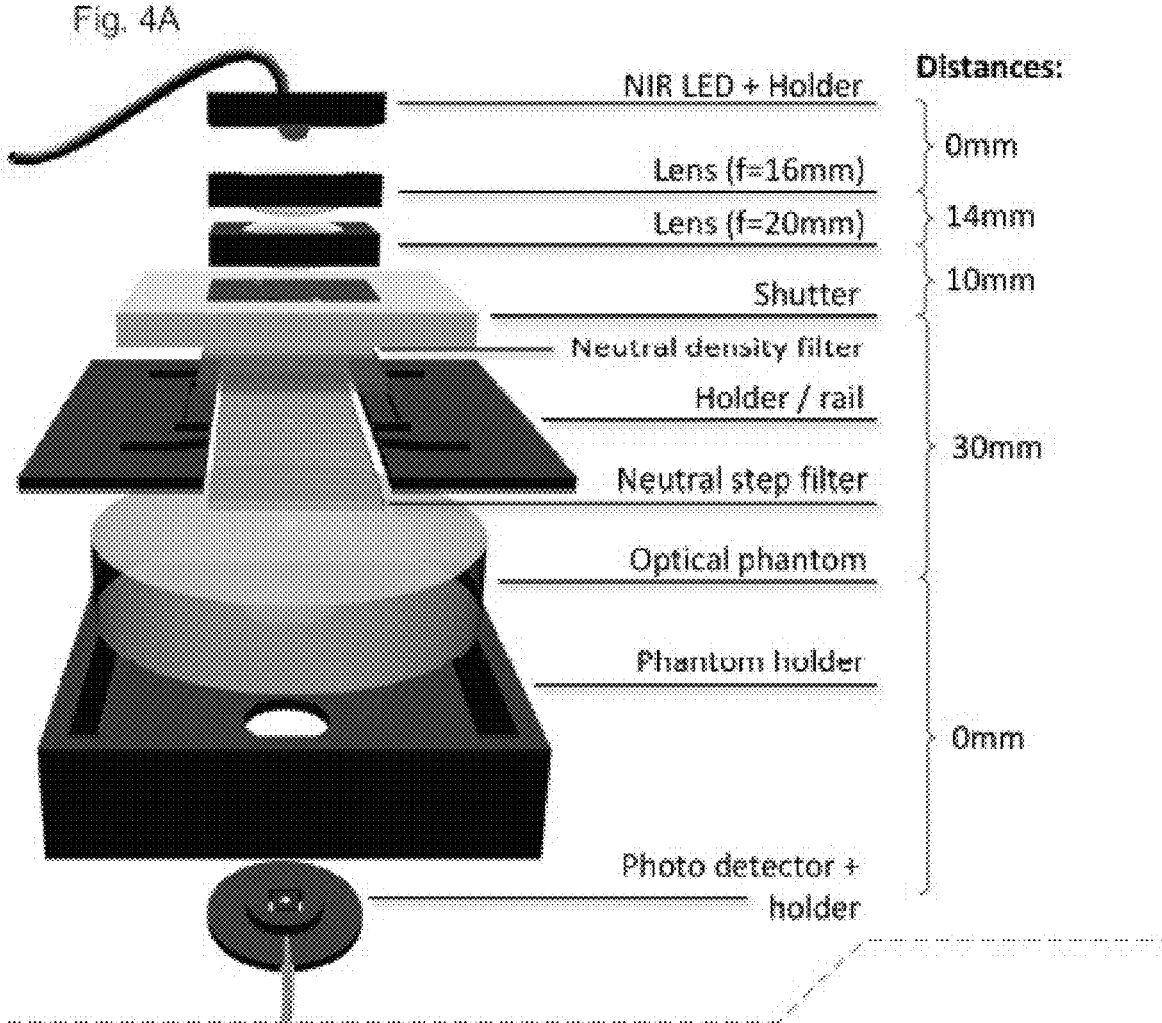 Fig. 4A
Distances:
NIR LED + Holder
0mm
Lens (f=16mm)
14mm
Lens (f=20mm)
10mm
Shutter
Neutral density filter
Holder / rail
30mm
Neutral step filter
Optical phantom
Phantom holder
0mm
Photo detector +
holder